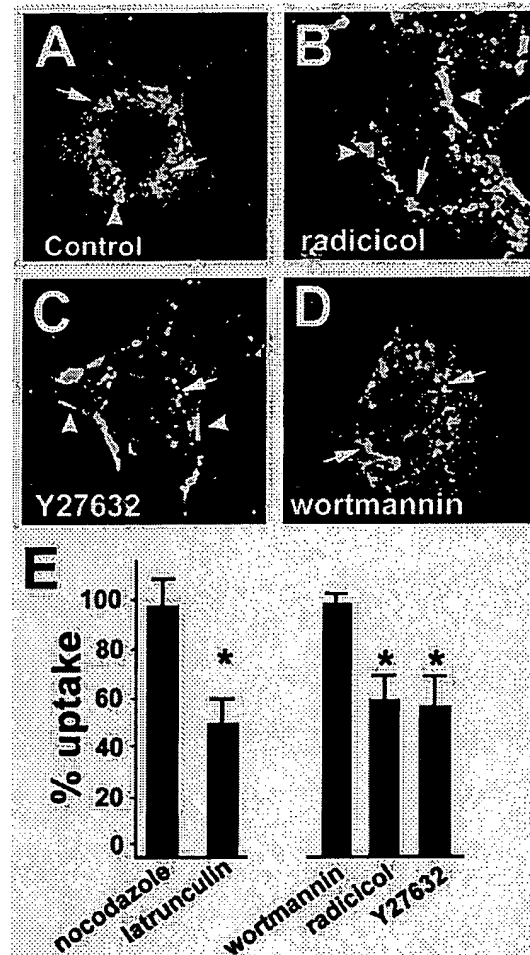 A
B
Control
radicicol
C
D
Y27632
wortmannin
E
% uptake
100
80
60
40
20
0
*
*
*
nocodazole
latrunculin
wortmannin
radicicol
Y27632